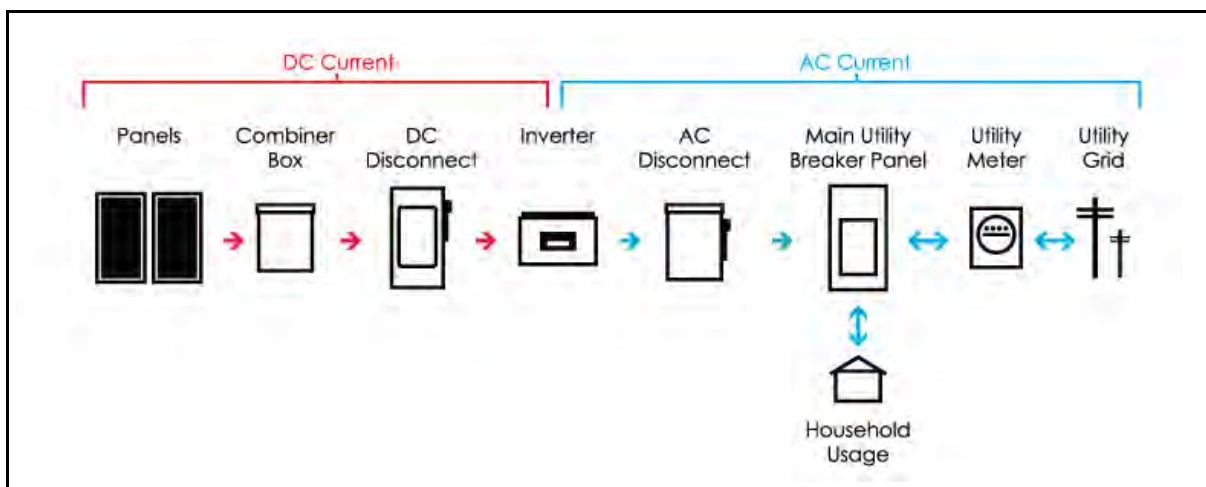 DC Current
AC Current
Panels
Combiner
Box
DC
Disconnect
Inverter
AC
Disconnect
Main Utility
Breaker Panel
Utility
Meter
Utility
Grid
Household
Usage